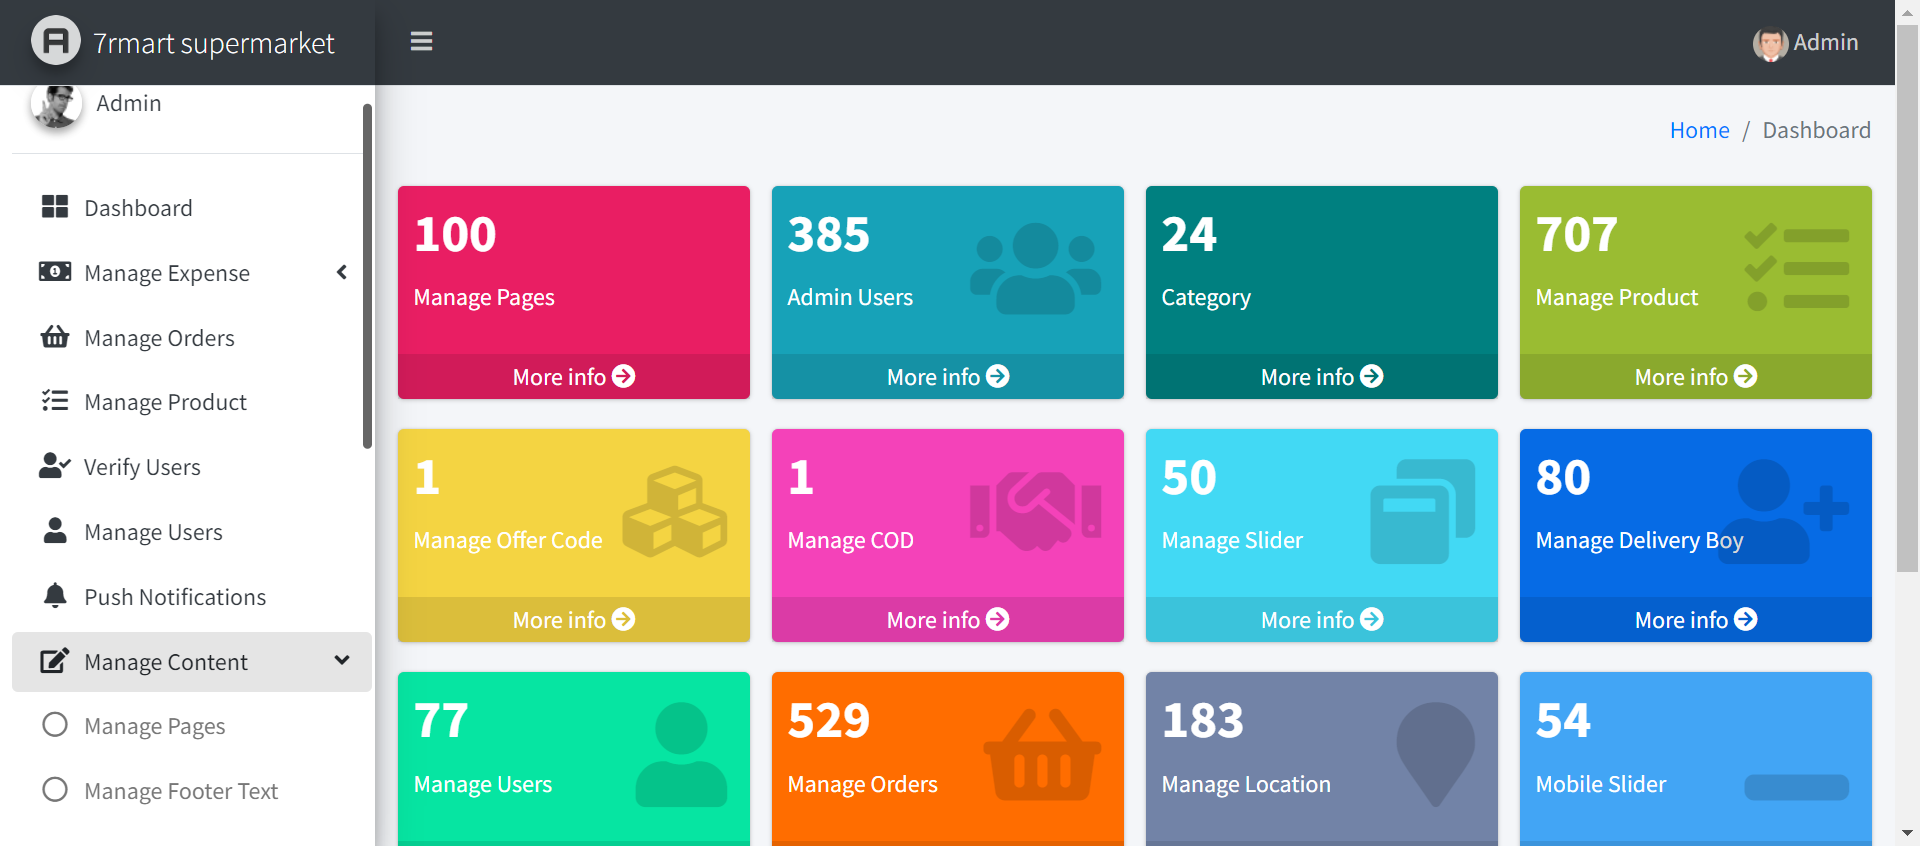 7rmart supermarket
Admin
Admin
Home / Dashboard
Dashboard
Manage Expense
Manage Orders
Manage Product
Verify Users
Manage Users
Push Notifications
Manage Content
Manage Pages
Manage Footer Text
100
Manage Pages
More info
385
Admin Users
More info
24
Category
More info
707
Manage Product
More info
1
Manage Offer Code
More info
1
Manage COD
More info
50
Manage Slider
More info
80
Manage Delivery Boy
More info
77
Manage Users
529
Manage Orders
183
Manage Location
54
Mobile Slider